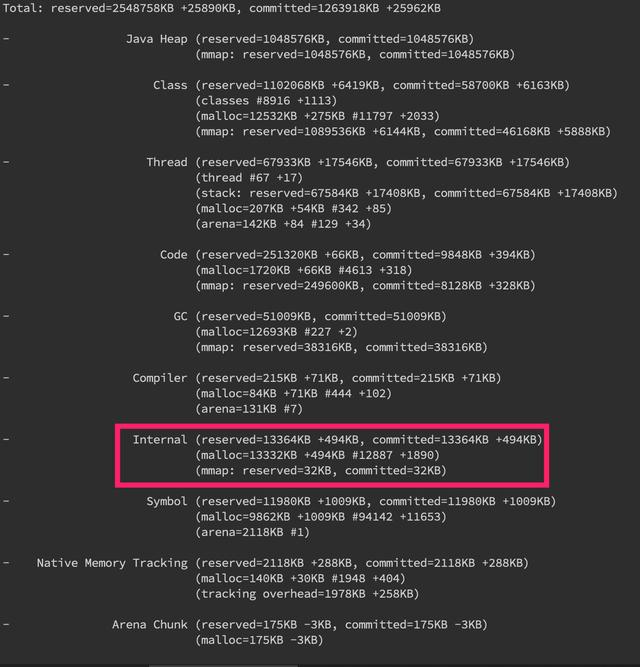 Total: reserved=2548758KB +25890KB, committed=1263918KB +25962KB
- Java Heap (reserved=1048576KB, committed=1048576KB)
(mmap: reserved=1048576KB, committed=1048576KB)
- Class (reserved=1102068KB +6419KB, committed=58700KB +6163KB)
(classes #8916 +1113)
(malloc=12532KB +275KB #11797 +2033)
(mmap: reserved=1089536KB +6144KB, committed=46168KB +5888KB)
- Thread (reserved=67933KB +17546KB, committed=67933KB +17546KB)
(thread #67 +17)
(stack: reserved=67584KB +17408KB, committed=67584KB +17408KB)
(malloc=207KB +54KB #342 +85)
(arena=142KB +84 #129 +34)
- Code (reserved=251320KB +66KB, committed=9848KB +394KB)
(malloc=1720KB +66KB #4613 +318)
(mmap: reserved=249600KB, committed=8128KB +328KB)
- GC (reserved=51009KB, committed=51009KB)
(malloc=12693KB #227 +2)
(mmap: reserved=38316KB, committed=38316KB)
- Compiler (reserved=215KB +71KB, committed=215KB +71KB)
(malloc=84KB +71KB #444 +102)
(arena=131KB #7)
- Internal (reserved=13364KB +494KB, committed=13364KB +494KB)
(malloc=13332KB +494KB #12887 +1890)
(mmap: reserved=32KB, committed=32KB)
- Symbol (reserved=11980KB +1009KB, committed=11980KB +1009KB)
(malloc=9862KB +1009KB #94142 +11653)
(arena=2118KB #1)
- Native Memory Tracking (reserved=2118KB +288KB, committed=2118KB +288KB)
(malloc=140KB +30KB #1948 +404)
(tracking overhead=1978KB +258KB)
- Arena Chunk (reserved=175KB -3KB, committed=175KB -3KB)
(malloc=175KB -3KB)